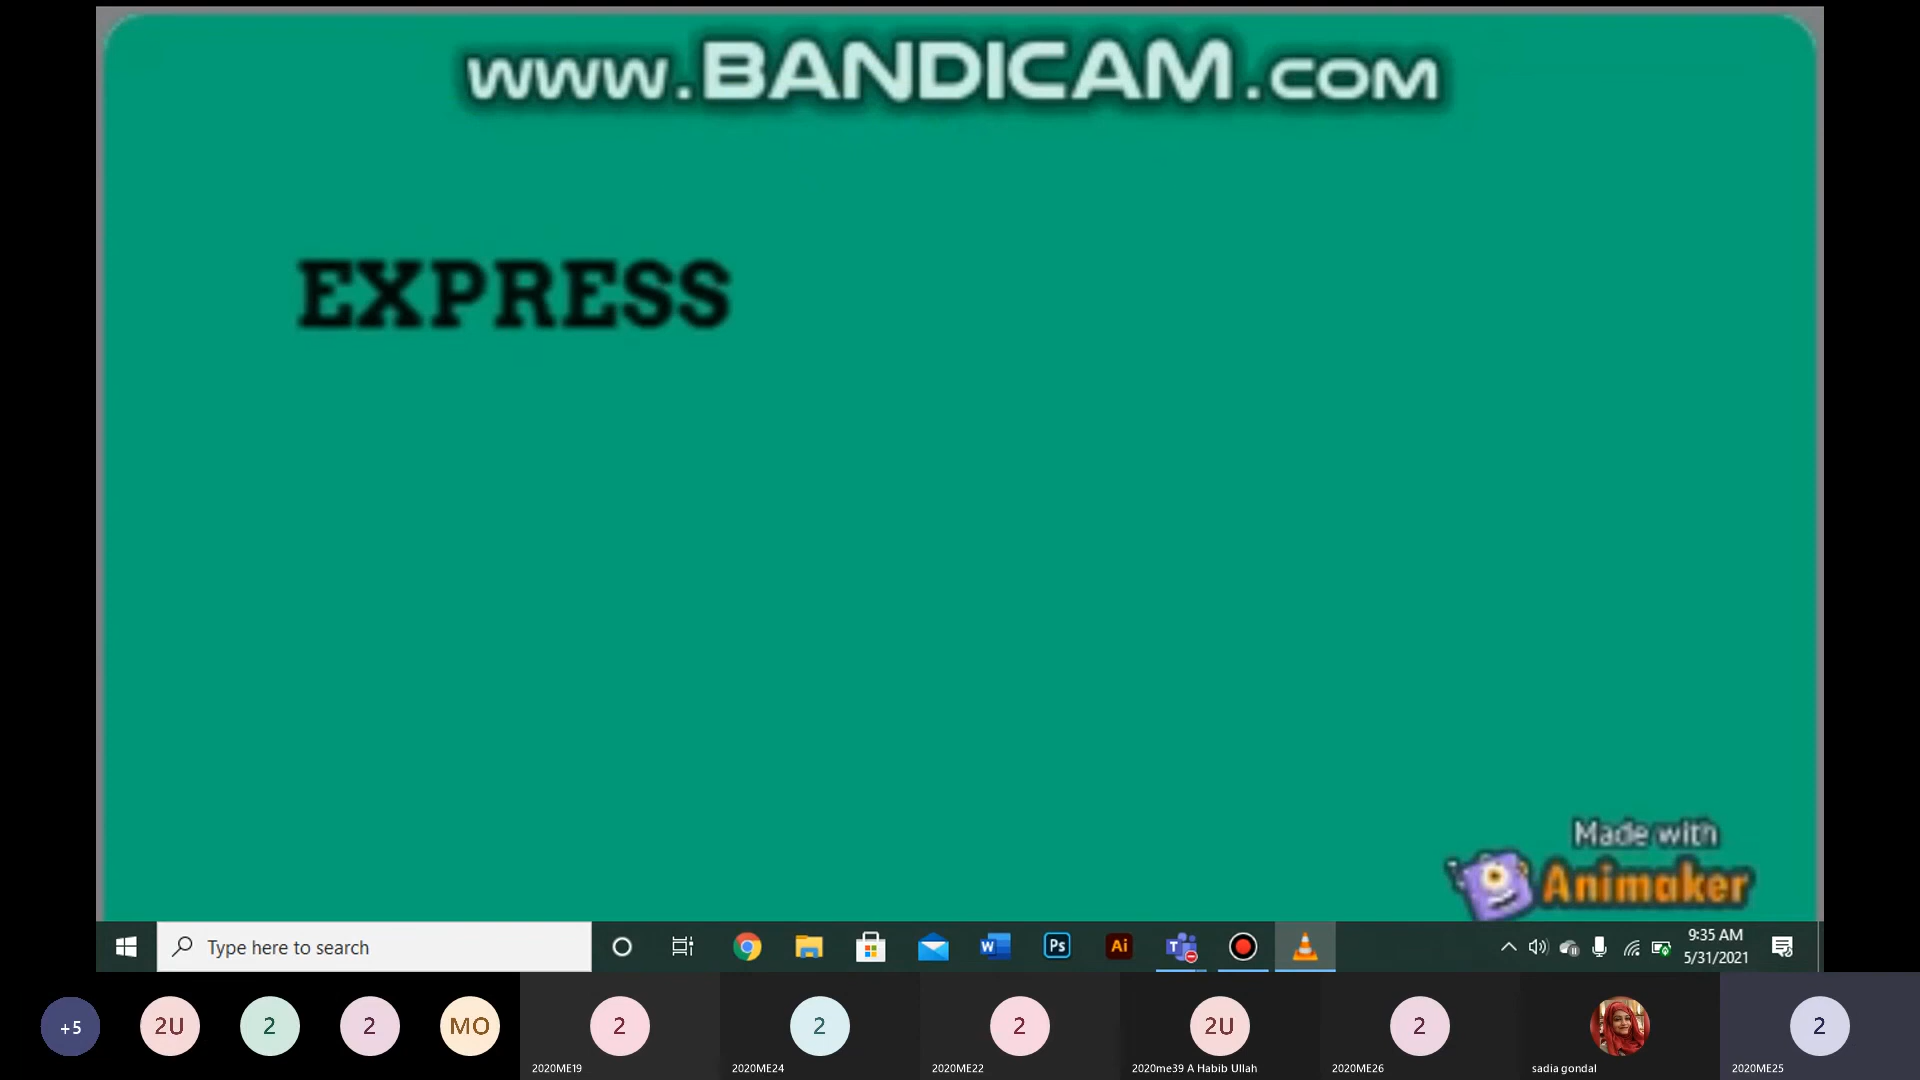 www.BANDICAM.COM
EXPRESS
Made with
Animaker
Type here to search
W
Ps
Ai
T
9:35 AM
5/31/2021
+5
2U
2
2
MO
2
2
2
2U
2
2
2020ME19
2020ME24
2020ME22
2020me39 A Habib Ullah
2020ME26
sadia gondal
2020ME25